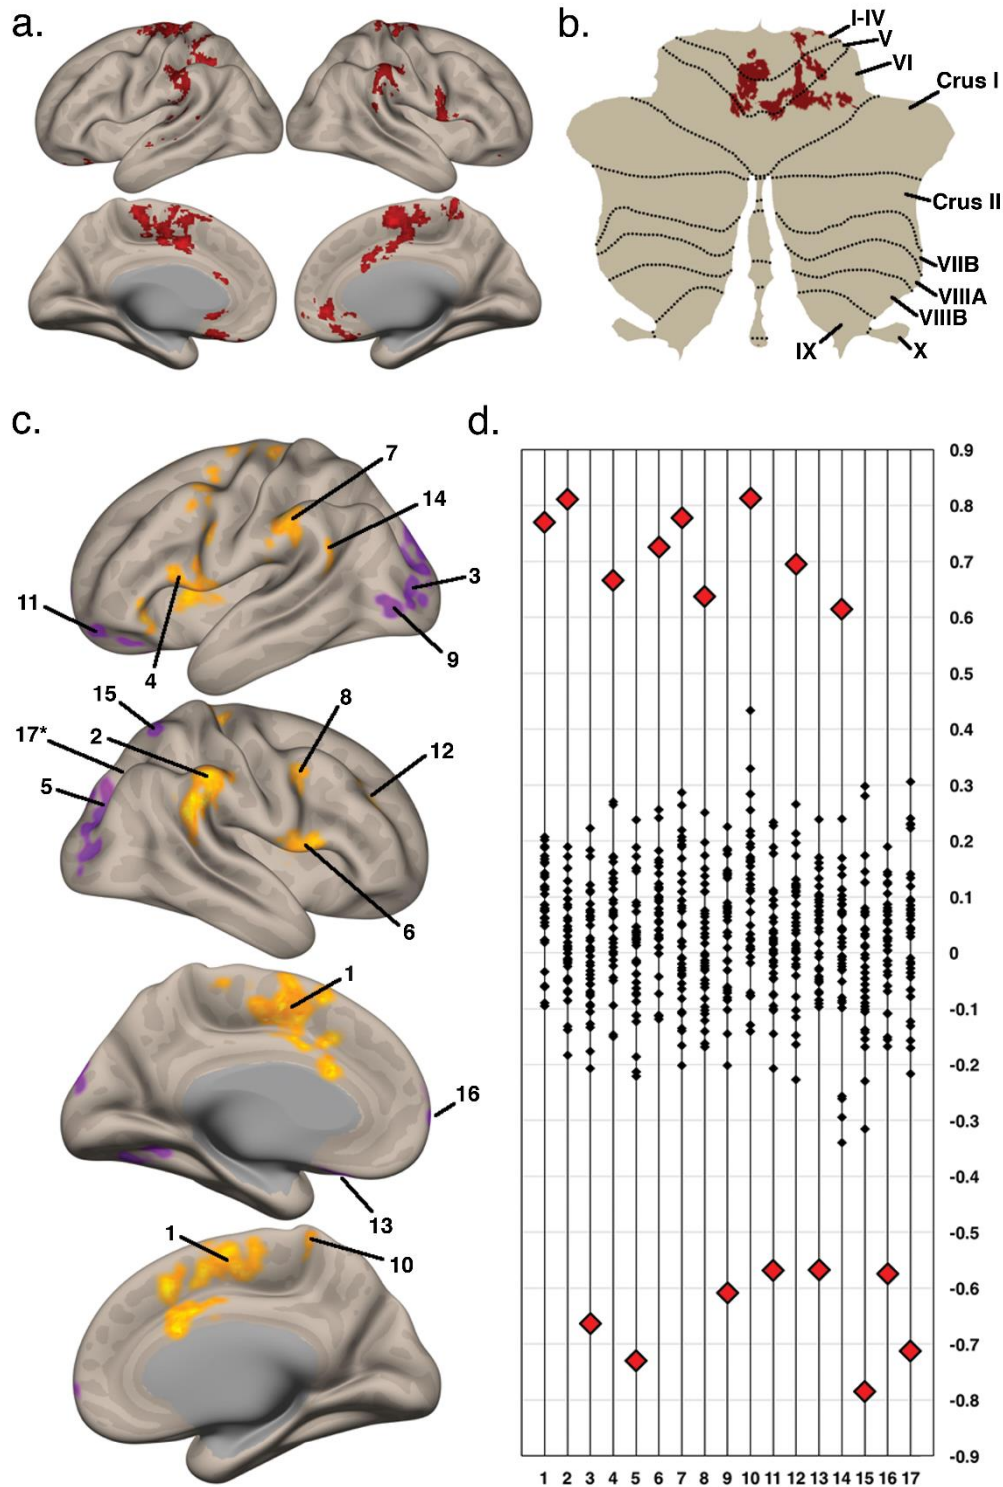 a.
b.
I-IV
V
VI
Crus I
Crus II
VIIB
VIIIA
VIIIB
IX
X
c.
d.
7
14
3
11
4
9
15
17*
2
8
12
5
6
1
16
13
1
10
0.9
0.8
0.7
0.6
0.5
0.4
0.3
0.2
0.1
0
-0.1
-0.2
-0.3
-0.4
-0.5
-0.6
-0.7
-0.8
-0.9
1 2 3 4 5 6 7 8 9 10 11 12 13 14 15 16 17